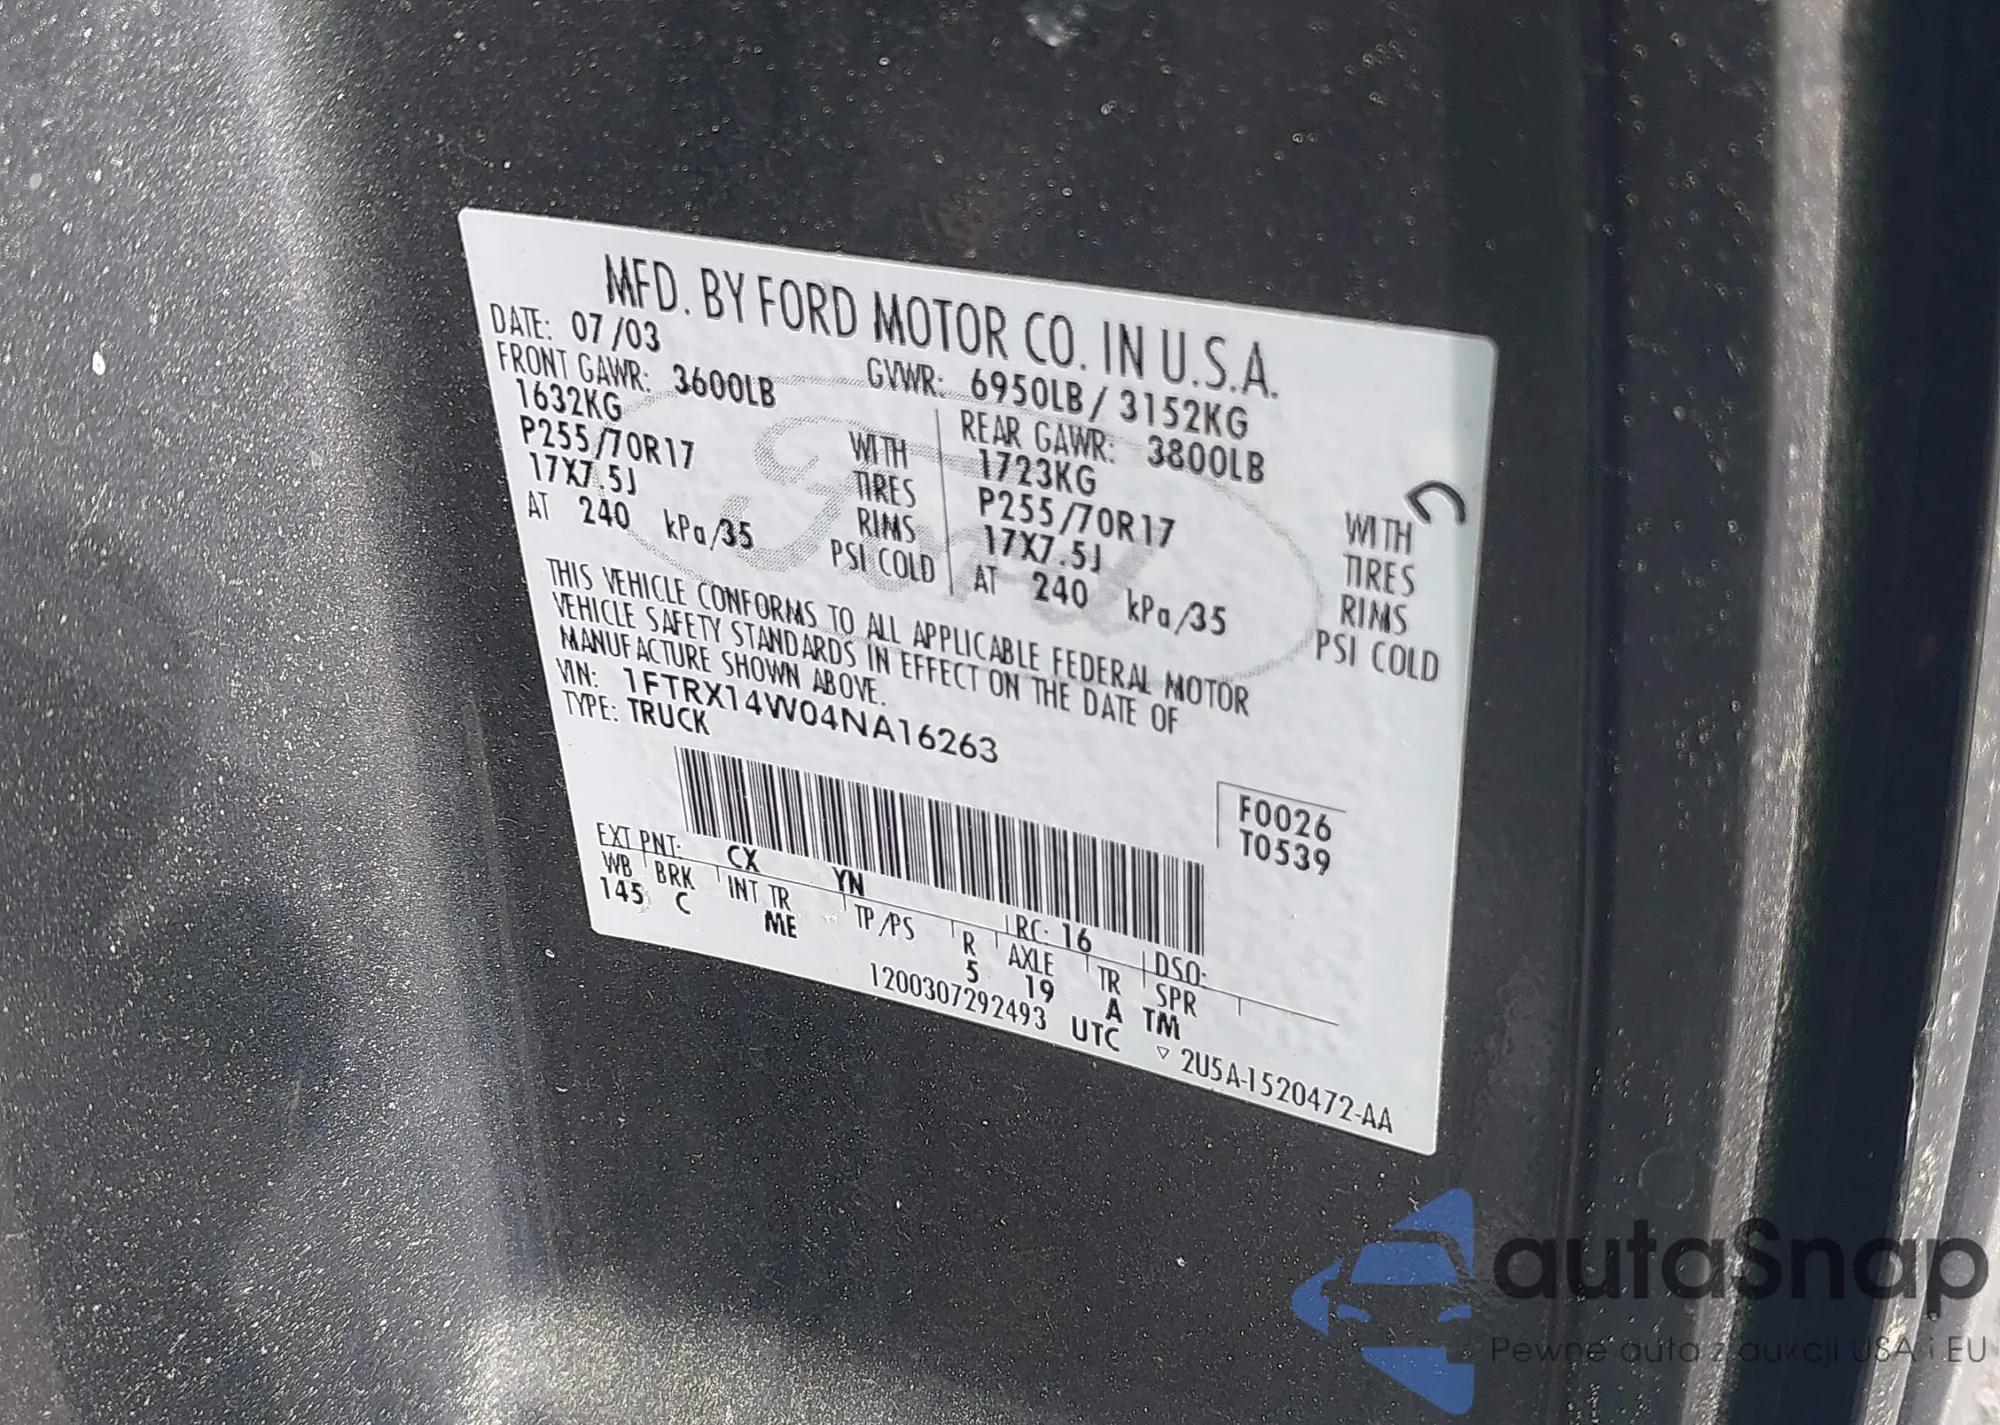 MFD. BY FORD MOTOR CO. IN U.S.A.
DATE: 07/03 GVWR: 6950LB / 3152KG
FRONT GAWR: 3600LB REAR GAWR: 3800LB
1632KG WITH 1723KG WITH
P255/70R17 TIRES P255/70R17 TIRES
17X7.5J RIMS 17X7.5J RIMS
AT 240 kPa/35 PSI COLD AT 240 kPa/35 PSI COLD
THIS VEHICLE CONFORMS TO ALL APPLICABLE FEDERAL MOTOR
VEHICLE SAFETY STANDARDS IN EFFECT ON THE DATE OF
MANUFACTURE SHOWN ABOVE.
VIN: 1FTRX14W04NA16263
TYPE: TRUCK
F0026
T0539
EXT PNT: CX YN RC: 16 DSO:
WB BRK INT TR TP/PS R AXLE TR SPR
145 C ME 5 19 A TM
1200307292493 UTC ▽ 2U5A-1520472-AA
Ford
autaSnap
Pewne auta z aukcji USA i EU